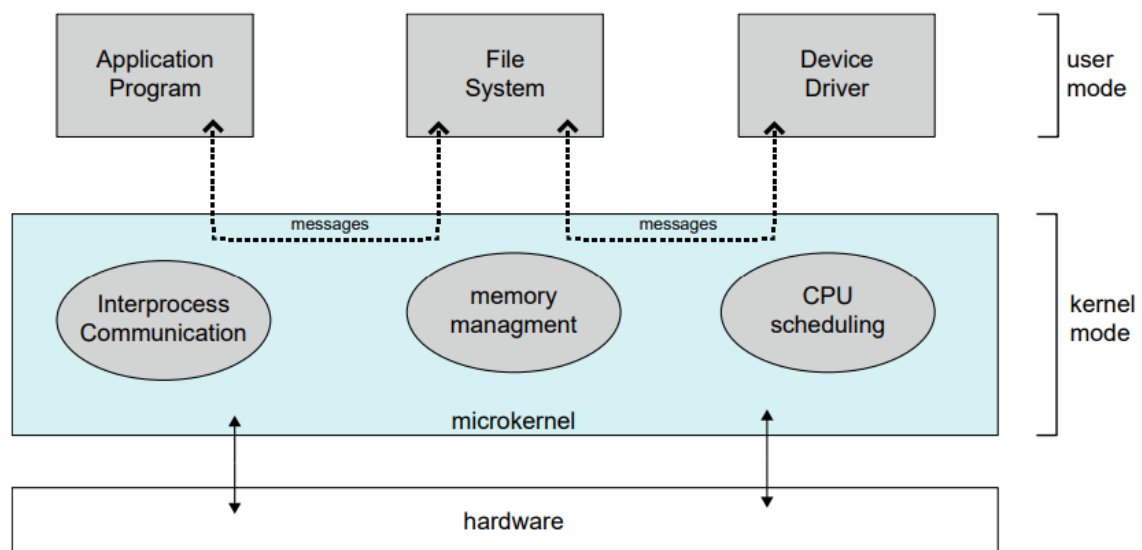 Application
Program
File
System
Device
Driver
user
mode
messages
messages
Interprocess
Communication
memory
managment
CPU
scheduling
kernel
mode
microkernel
hardware